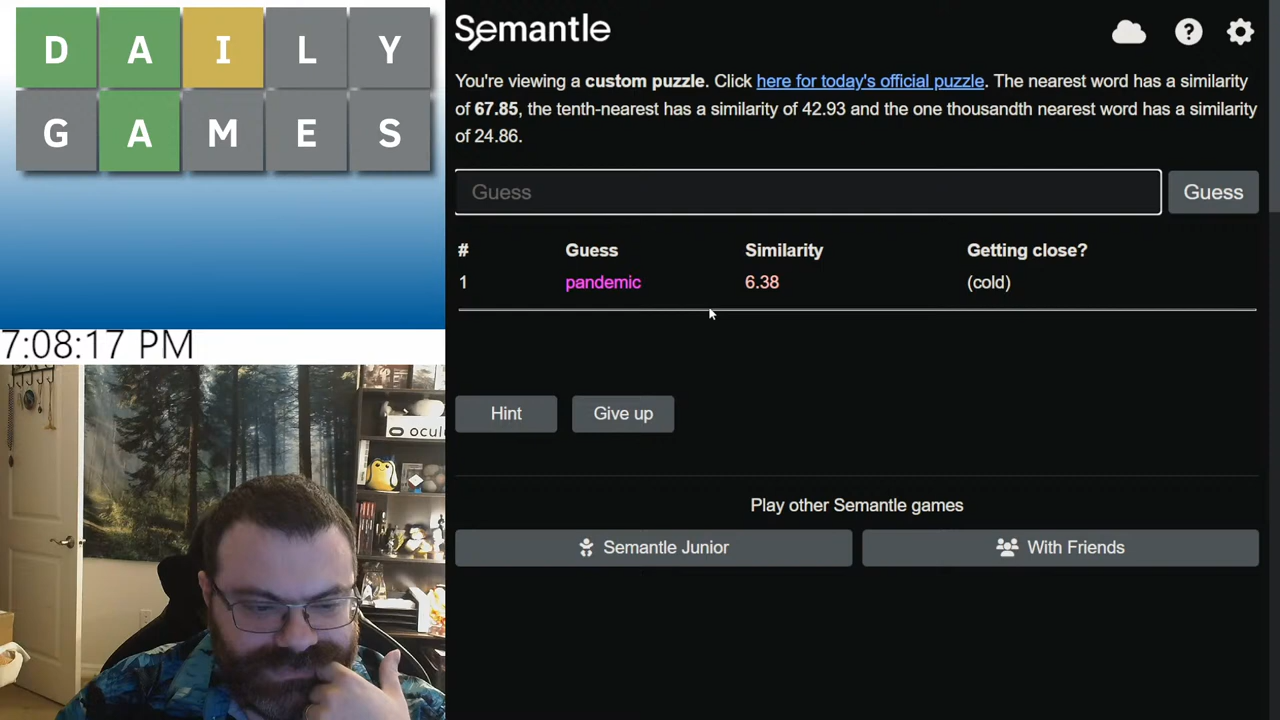 D A I L Y
G A M E S
7:08:17 PM
ocul
Semantle
You're viewing a custom puzzle. Click here for today's official puzzle. The nearest word has a similarity
of 67.85, the tenth-nearest has a similarity of 42.93 and the one thousandth nearest word has a similarity
of 24.86.
Guess Guess
# Guess Similarity Getting close?
1 pandemic 6.38 (cold)
Hint Give up
Play other Semantle games
Semantle Junior With Friends